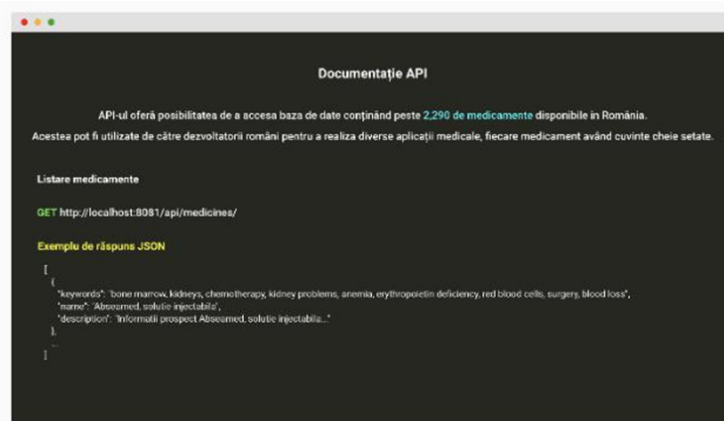 Documentație API
API-ul oferă posibilitatea de a accesa baza de date conținând peste 2,290 de medicamente disponibile în România.
Acestea pot fi utilizate de către dezvoltatorii români pentru a realiza diverse aplicații medicale, fiecare medicament având cuvinte cheie setate.
Listare medicamente
GET http://localhost:8081/api/medicines/
Exemplu de răspuns JSON
[
{
"keywords": "bone marrow, kidneys, chemotherapy, kidney problems, anemia, erythropoietin deficiency, red blood cells, surgery, blood loss",
"name": "Abseamed, solutie injectabila",
"description": "Informatii prospect Abseamed, solutie injectabila..."
},
...
]